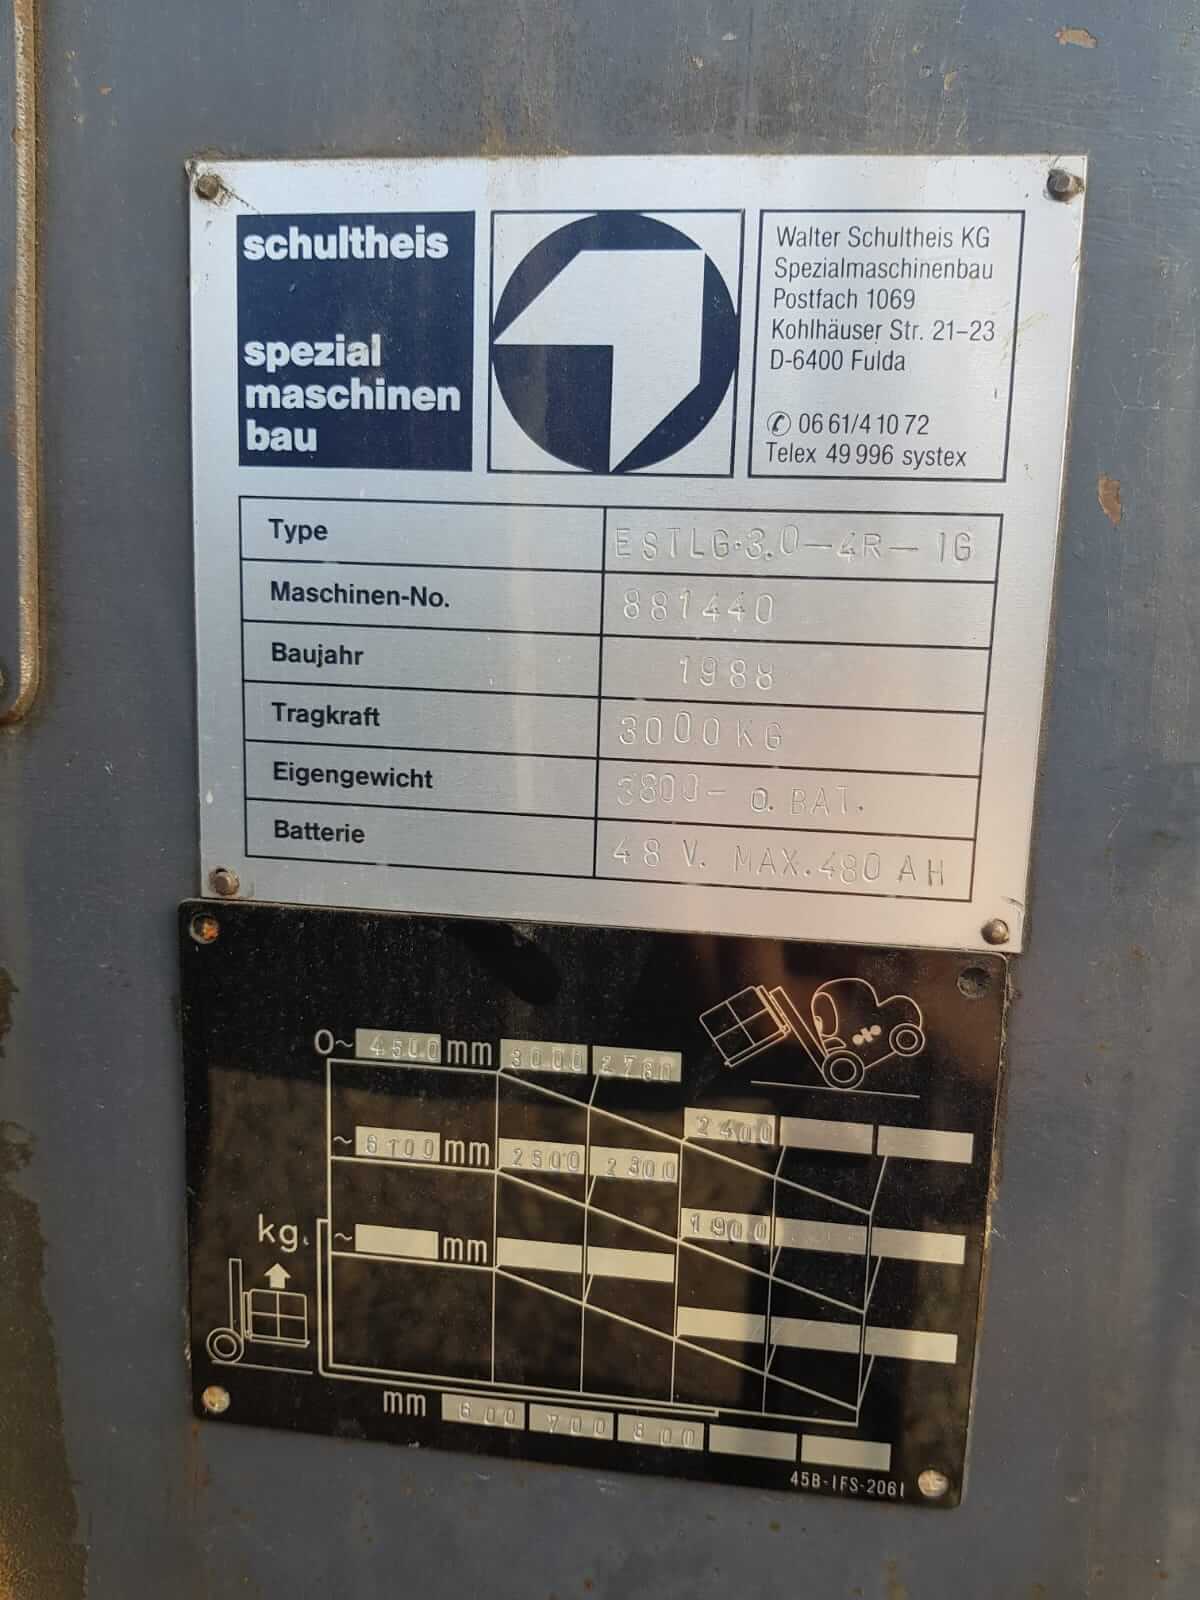 schultheis
spezial
maschinen
bau
Walter Schultheis KG
Spezialmaschinenbau
Postfach 1069
Kohlhäuser Str. 21-23
D-6400 Fulda
✆ 06 61/4 10 72
Telex 49 996 systex
Type ESTLG.3.0-4R-1G
Maschinen-No. 881440
Baujahr 1988
Tragkraft 3000 KG
Eigengewicht 3800- o. BAT.
Batterie 48 V. MAX. 480 AH
0~ 4500 mm 3000 2780
2400
~ 6100 mm 2500 2300
1900
kg. ~ mm
mm 600 700 800
45B-IFS-2061